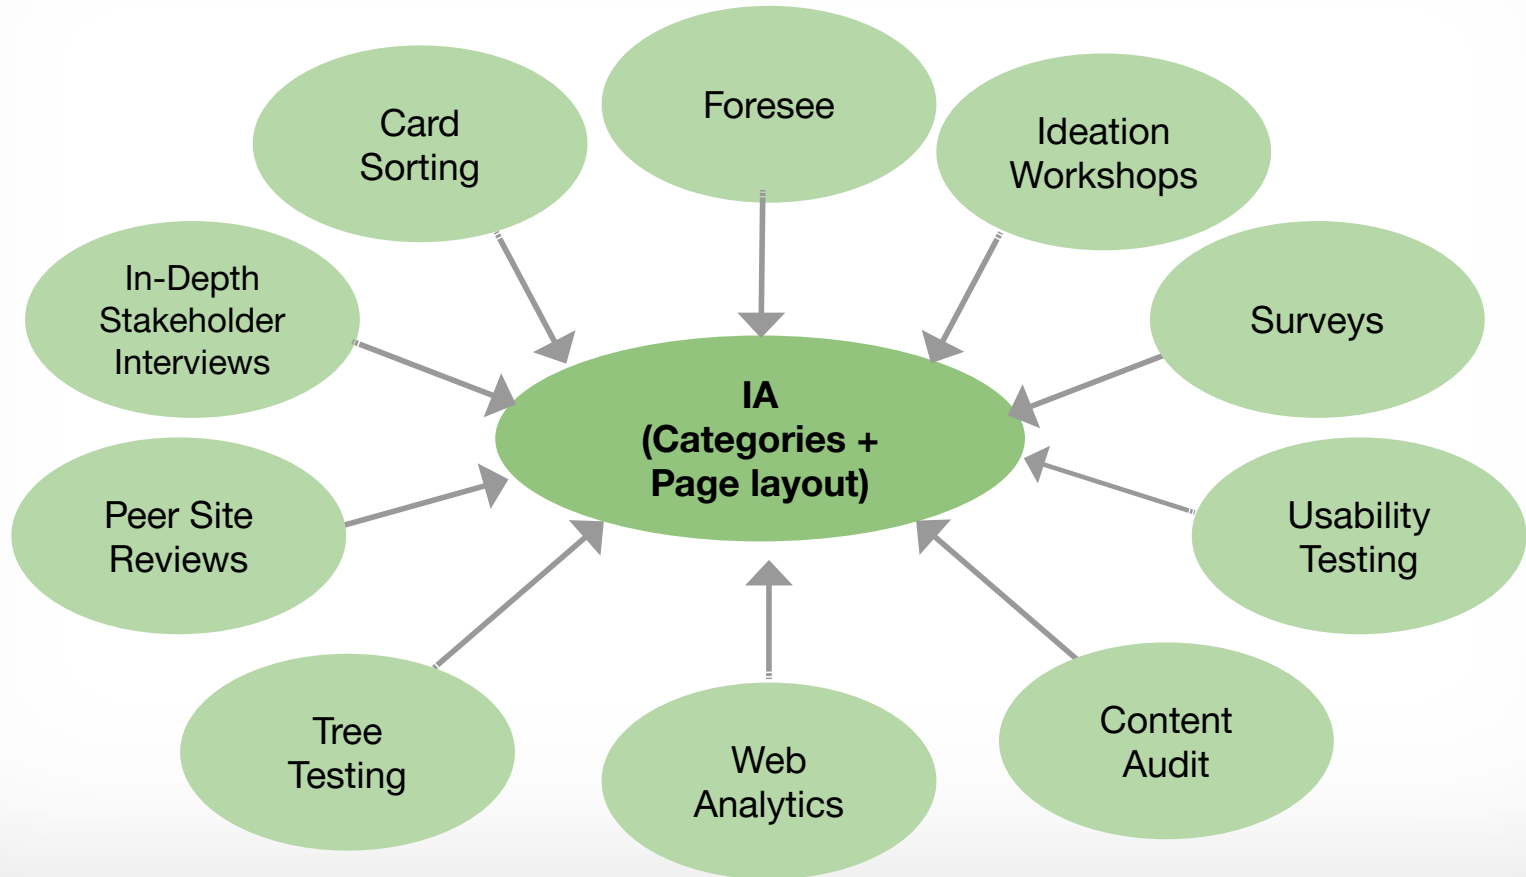 Foresee
Card
Sorting
Ideation
Workshops
In-Depth
Stakeholder
Interviews
Surveys
IA
(Categories +
Page layout)
Peer Site
Reviews
Usability
Testing
Tree
Testing
Web
Analytics
Content
Audit